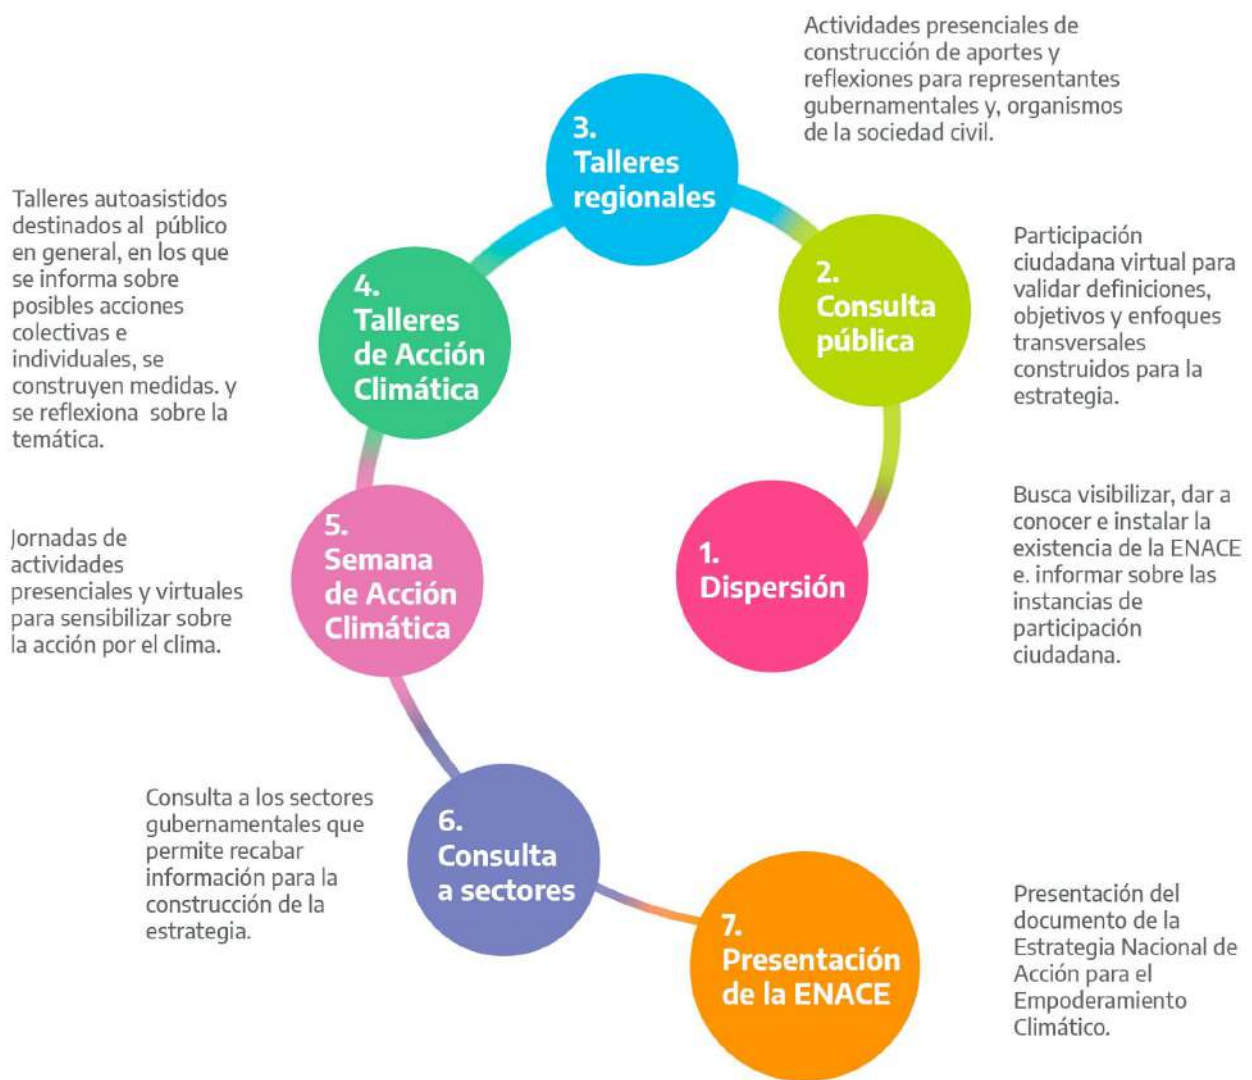 Actividades presenciales de
construcción de aportes y
reflexiones para representantes
gubernamentales y, organismos
de la sociedad civil.
3.
Talleres
regionales
Talleres autoasistidos
destinados al público
en general, en los que
se informa sobre
posibles acciones
colectivas e
individuales, se
construyen medidas. y
se reflexiona sobre la
temática.
4.
Talleres
de Acción
Climática
2.
Consulta
pública
Participación
ciudadana virtual para
validar definiciones,
objetivos y enfoques
transversales
construidos para la
estrategia.
Jornadas de
actividades
presenciales y virtuales
para sensibilizar sobre
la acción por el clima.
5.
Semana
de Acción
Climática
1.
Dispersión
Busca visibilizar, dar a
conocer e instalar la
existencia de la ENACE
e. informar sobre las
instancias de
participación
ciudadana.
Consulta a los sectores
gubernamentales que
permite recabar
información para la
construcción de la
estrategia.
6.
Consulta
a sectores
7.
Presentación
de la ENACE
Presentación del
documento de la
Estrategia Nacional de
Acción para el
Empoderamiento
Climático.